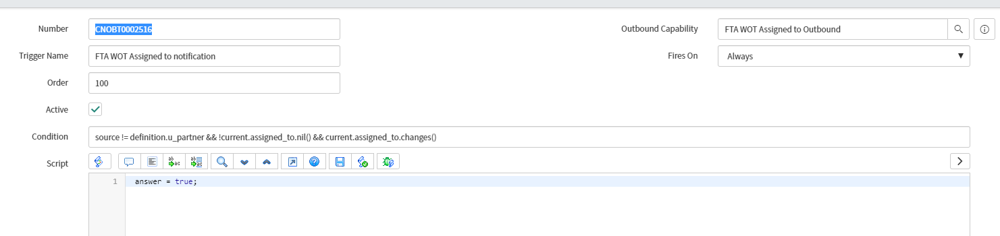 Number CNOBT0002516 Outbound Capability FTA WOT Assigned to Outbound
Trigger Name FTA WOT Assigned to notification Fires On Always
Order 100
Active
Condition source != definition.u_partner && !current.assigned_to.nil() && current.assigned_to.changes()
Script
1 answer = true;